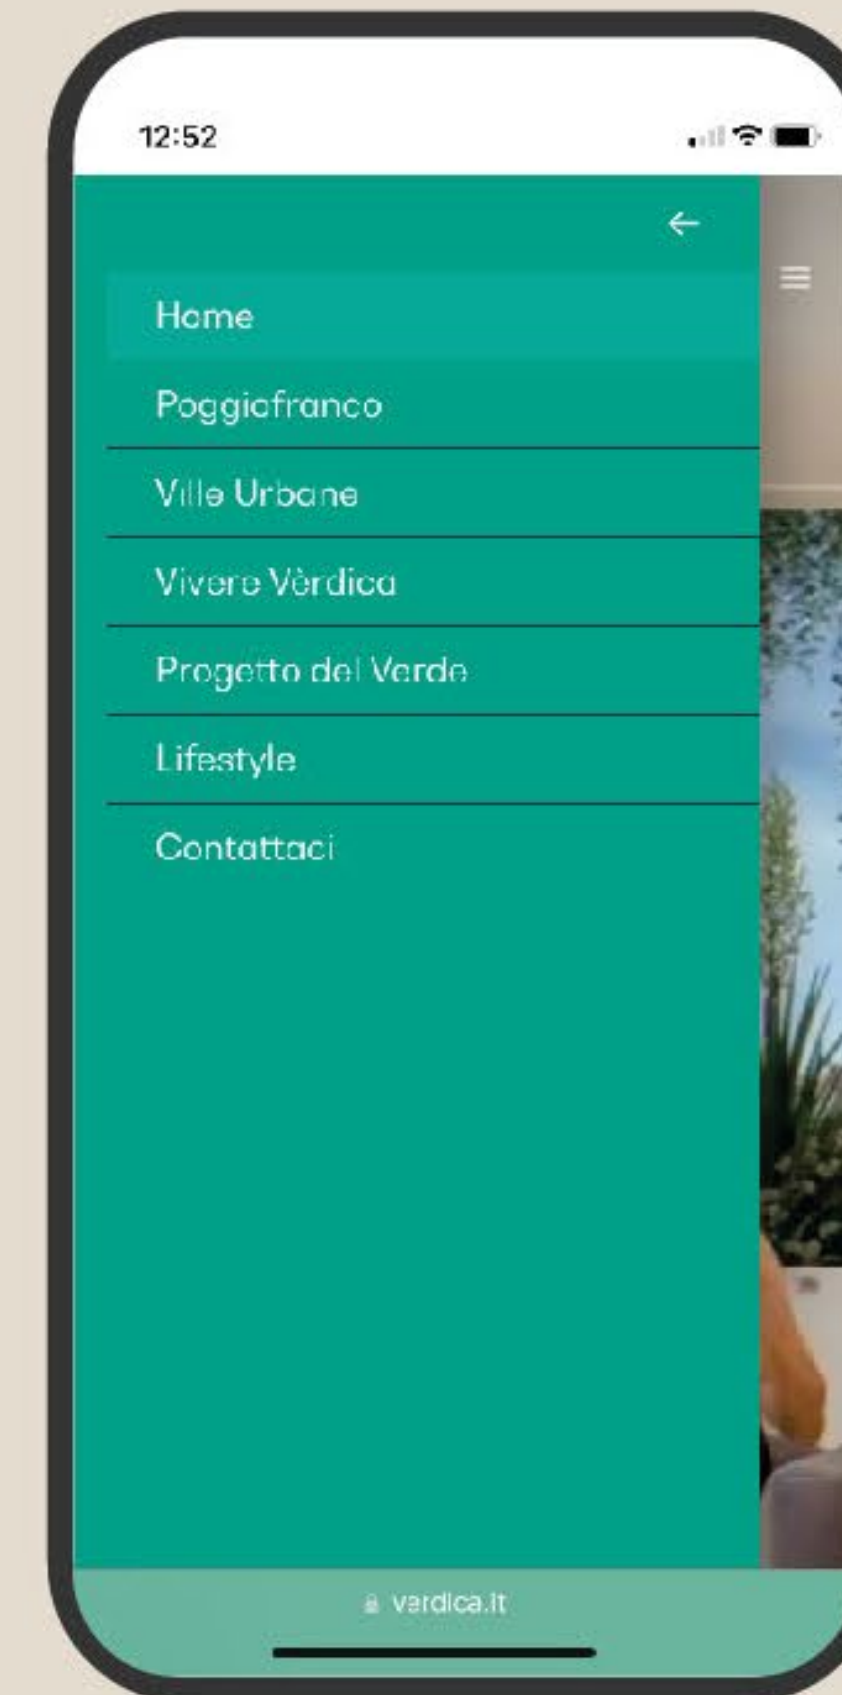 12:52
Home
Poggiofranco
Ville Urbane
Vivere Vèrdica
Progetto del Verde
Lifestyle
Contattaci
verdica.it